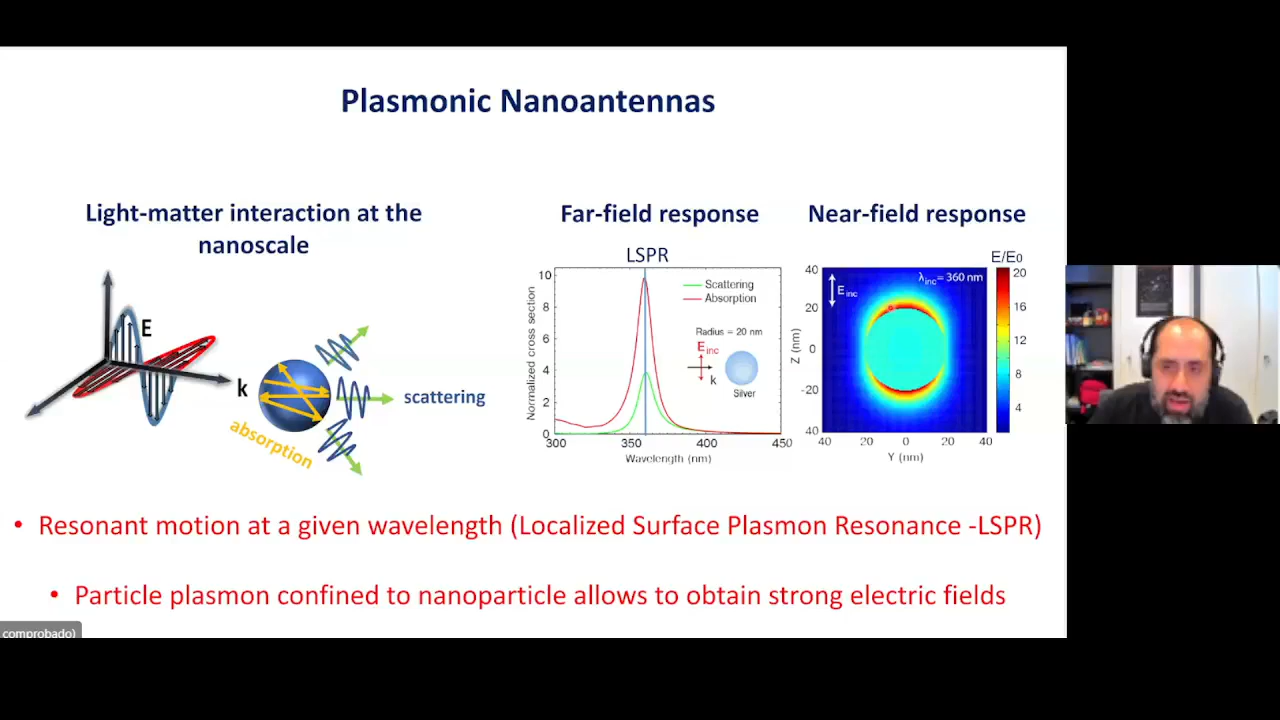 Plasmonic Nanoantennas
Light-matter interaction at the
nanoscale
E
k
absorption
scattering
Far-field response
LSPR
Normalized cross section
10
8
6
4
2
0
300
350
400
450
Wavelength (nm)
Scattering
Absorption
Radius = 20 nm
Einc
k
Silver
Near-field response
E/E0
Z (nm)
40
20
0
-20
40
Einc
λinc= 360 nm
40
20
0
20
40
Y (nm)
20
16
12
8
4
• Resonant motion at a given wavelength (Localized Surface Plasmon Resonance -LSPR)
• Particle plasmon confined to nanoparticle allows to obtain strong electric fields
comprobado)